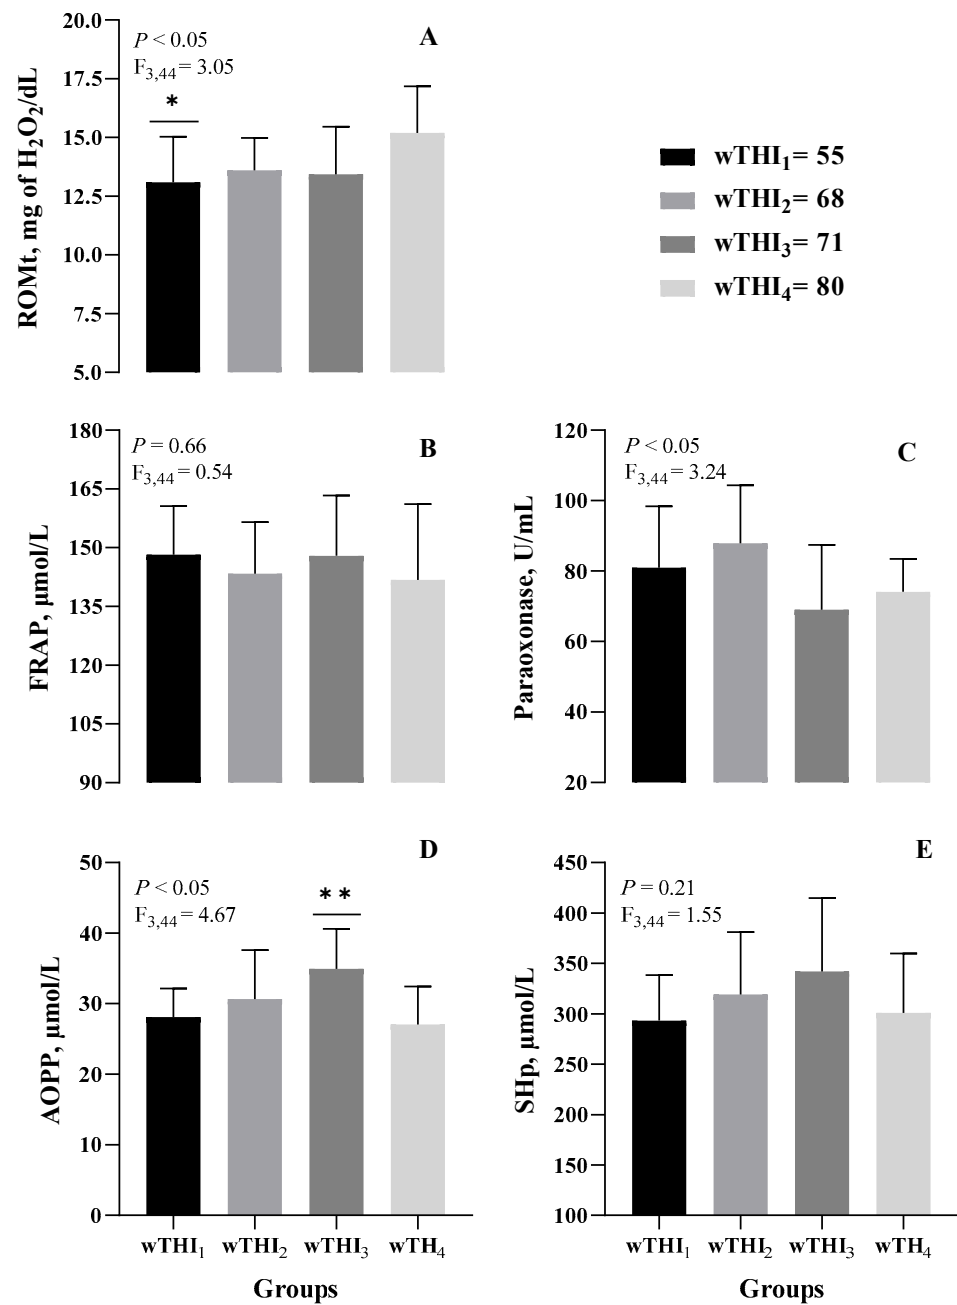 A
P < 0.05
F3,44 = 3.05
*
ROMt, mg of H2O2/dL
20.0
17.5
15.0
12.5
10.0
7.5
5.0
wTHI1= 55
wTHI2= 68
wTHI3= 71
wTHI4= 80
B
P = 0.66
F3,44 = 0.54
FRAP, µmol/L
180
165
150
135
120
105
90
C
P < 0.05
F3,44 = 3.24
Paraoxonase, U/mL
120
100
80
60
40
20
D
P < 0.05
F3,44 = 4.67
**
AOPP, µmol/L
50
40
30
20
10
0
wTHI1 wTHI2 wTHI3 wTH4
Groups
E
P = 0.21
F3,44 = 1.55
SHp, µmol/L
450
400
350
300
250
200
150
100
wTHI1 wTHI2 wTHI3 wTH4
Groups